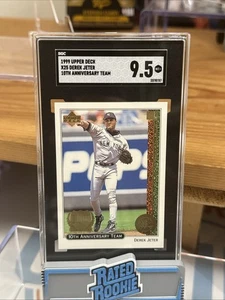 SGC
1999 UPPER DECK
X25 DEREK JETER
10TH ANNIVERSARY TEAM
9.5
10TH ANNIVERSARY TEAM
DEREK JETER
RATED
ROOKIE